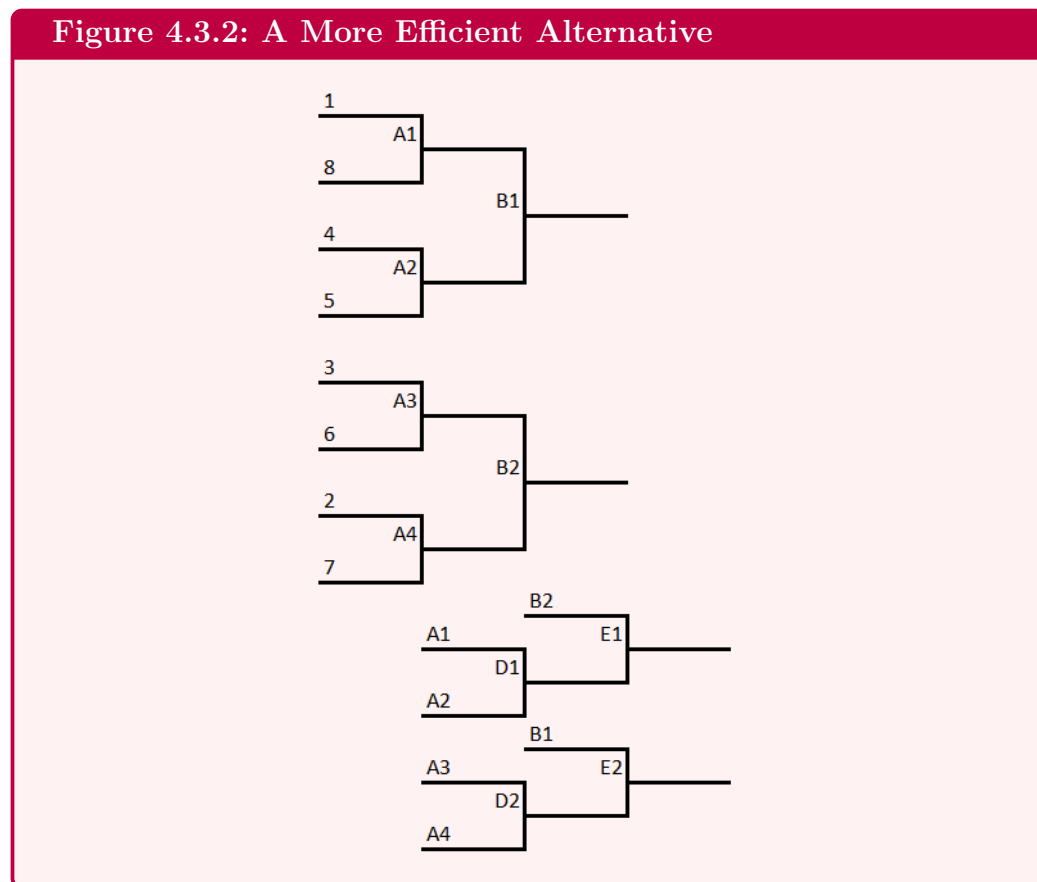 Figure 4.3.2: A More Efficient Alternative
1
A1
8
B1
4
A2
5
3
A3
6
B2
2
A4
7
B2
A1
E1
D1
A2
B1
A3
E2
D2
A4